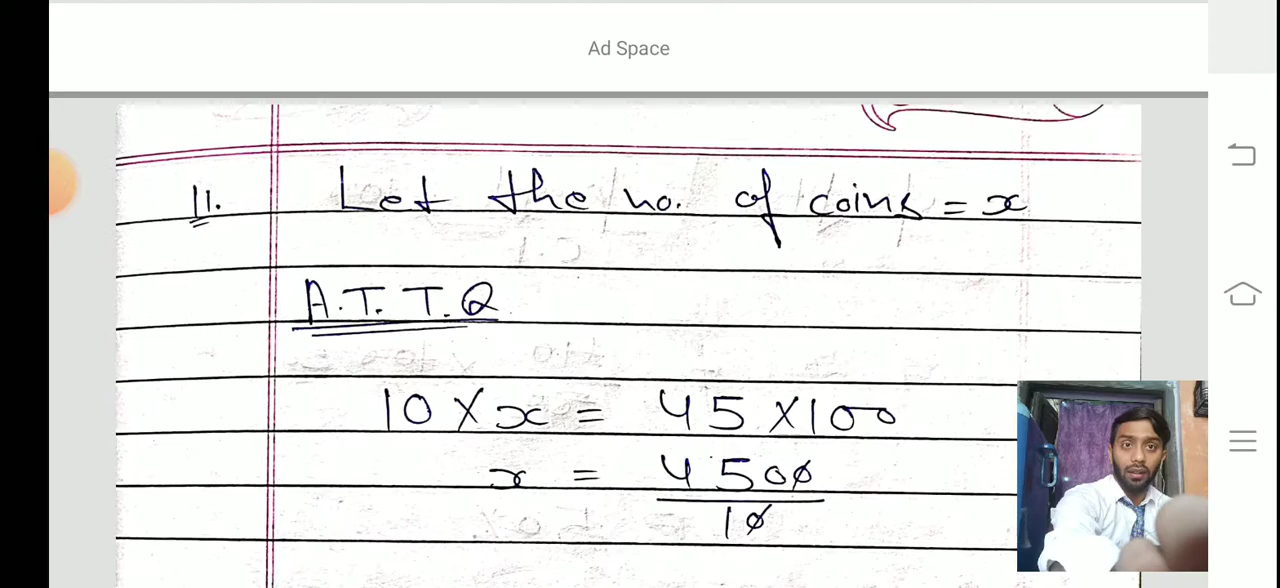 Ad Space
11. Let the no. of coins = x
A.T.T.Q
10 × x = 45 × 100
x = 4500
10